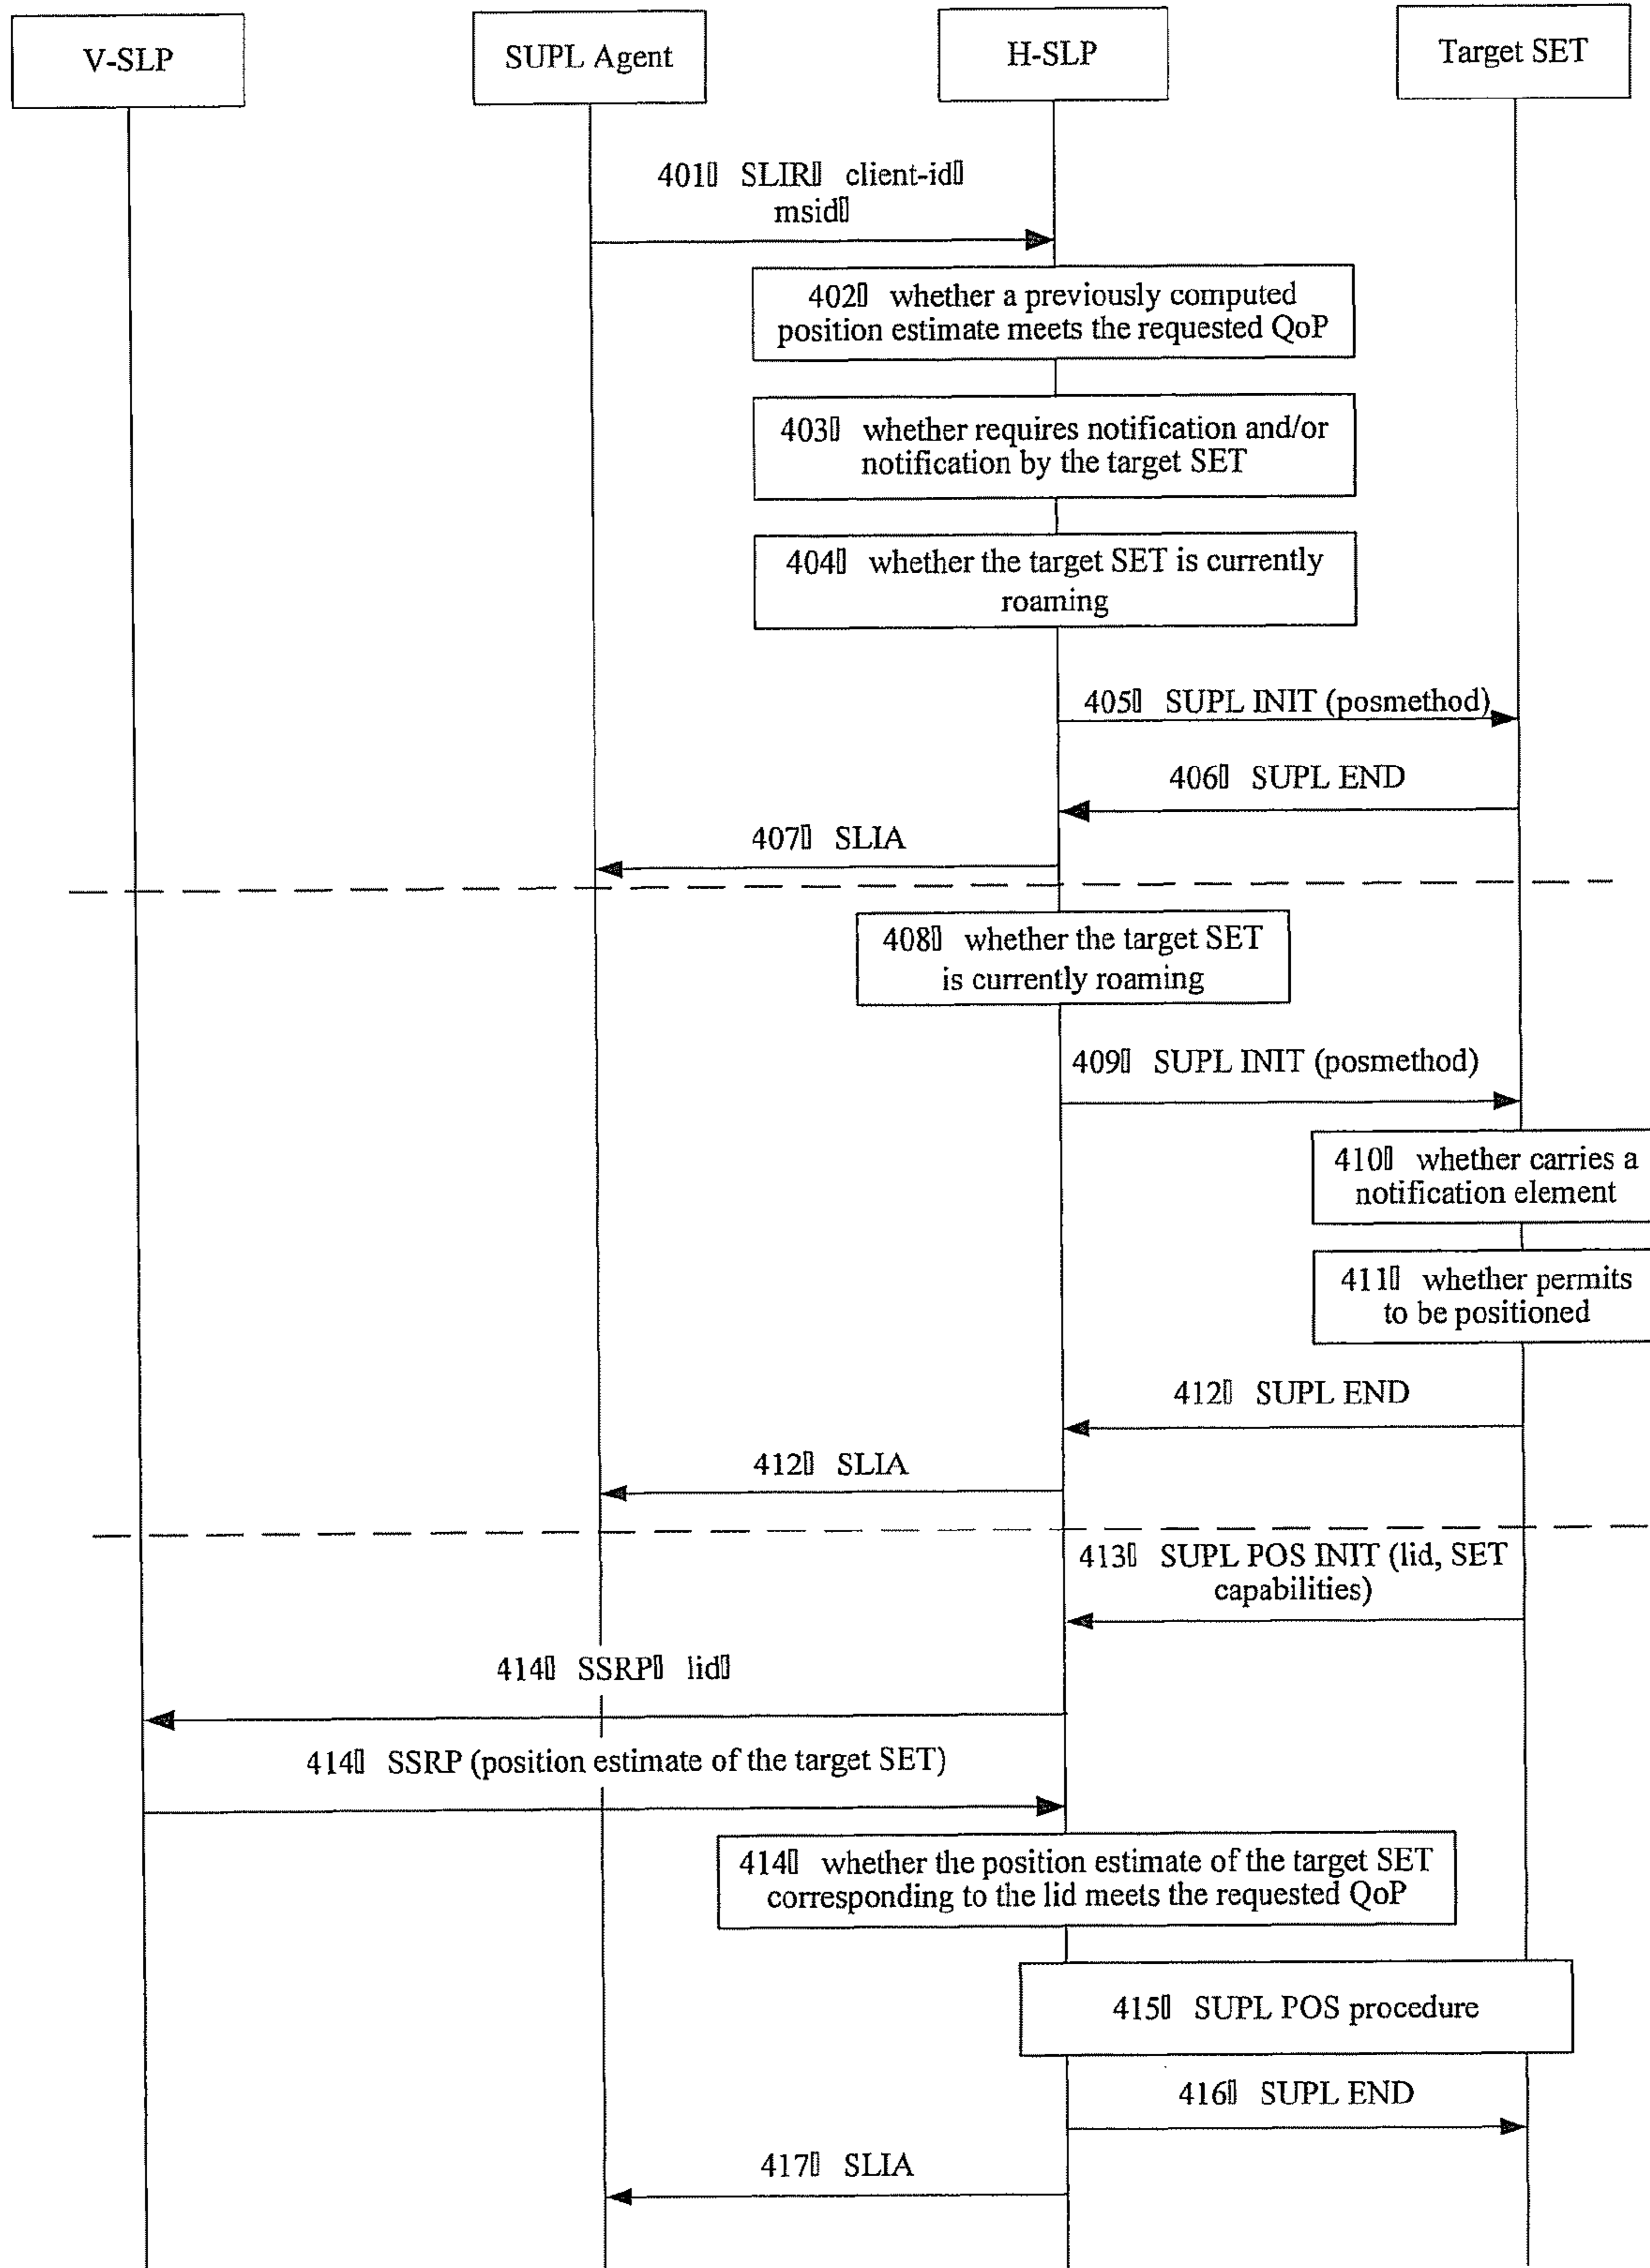 V-SLP
SUPL Agent
H-SLP
Target SET
401▯ SLIR▯ client-id▯
msid▯
402▯ whether a previously computed
position estimate meets the requested QoP
403▯ whether requires notification and/or
notification by the target SET
404▯ whether the target SET is currently
roaming
405▯ SUPL INIT (posmethod)
406▯ SUPL END
407▯ SLIA
408▯ whether the target SET
is currently roaming
409▯ SUPL INIT (posmethod)
410▯ whether carries a
notification element
411▯ whether permits
to be positioned
412▯ SUPL END
412▯ SLIA
413▯ SUPL POS INIT (lid, SET
capabilities)
414▯ SSRP▯ lid▯
414▯ SSRP (position estimate of the target SET)
414▯ whether the position estimate of the target SET
corresponding to the lid meets the requested QoP
415▯ SUPL POS procedure
416▯ SUPL END
417▯ SLIA